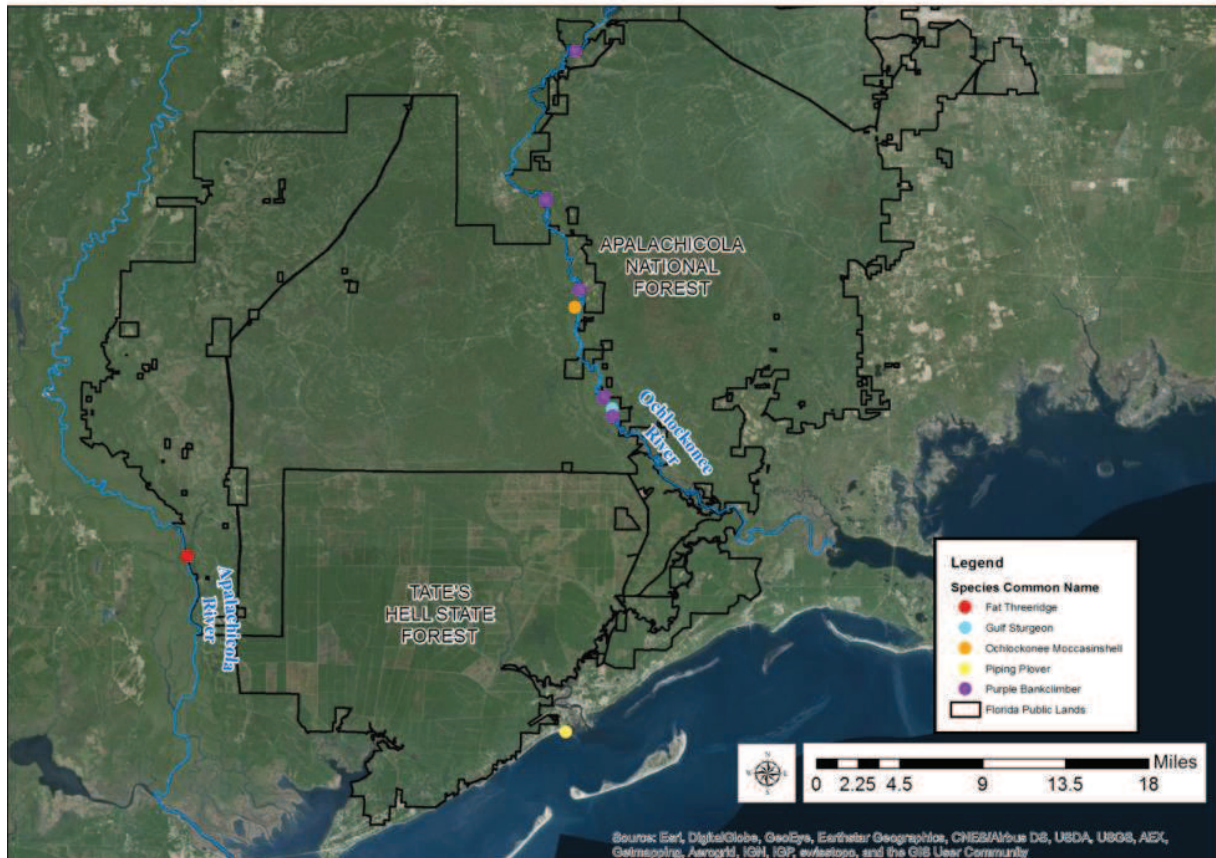 APALACHICOLA
NATIONAL
FOREST
Ochlockonee
River
Apalachicola
River
TATE'S
HELL STATE
FOREST
Legend
Species Common Name
Fat Threeridge
Gulf Sturgeon
Ochlockonee Moccasinshell
Piping Plover
Purple Bankclimber
Florida Public Lands
N
W E
S
Miles
0 2.25 4.5 9 13.5 18
Source: Esri, DigitalGlobe, GeoEye, Earthstar Geographics, CNES/Airbus DS, USDA, USGS, AEX,
Getmapping, Aerogrid, IGN, IGP, swisstopo, and the GIS User Community